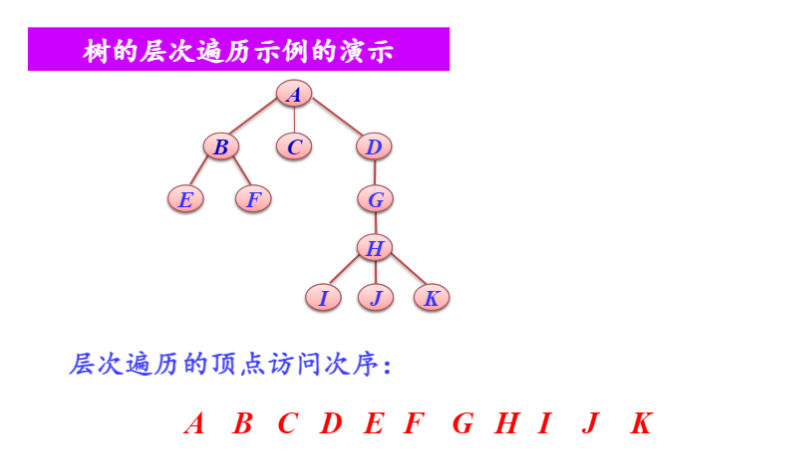 树的层次遍历示例的演示
A
B C D
E F G
H
I J K
层次遍历的顶点访问次序：
A B C D E F G H I J K